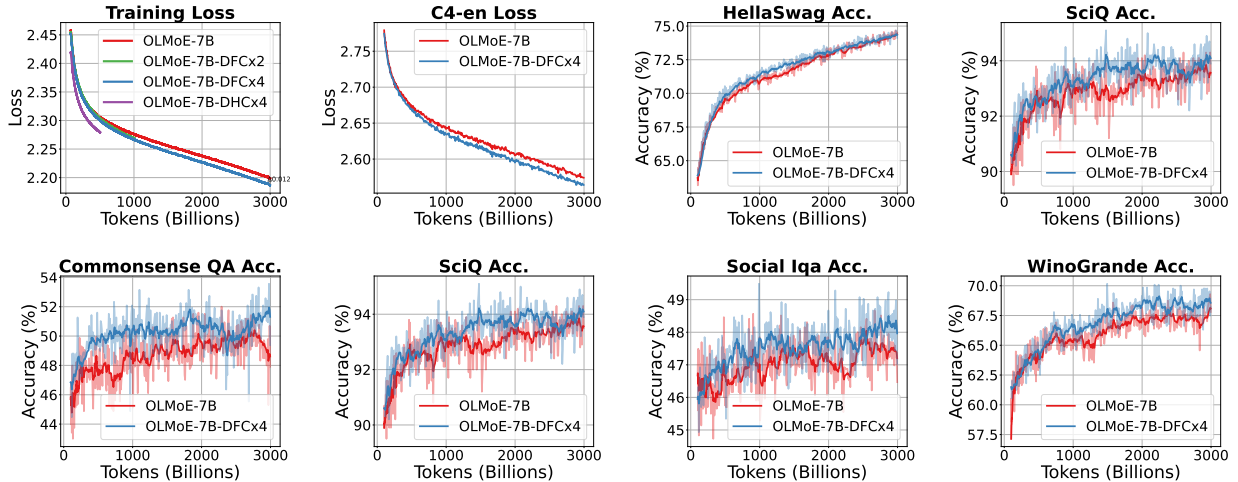 Training Loss
Loss
2.45
2.40
2.35
2.30
2.25
2.20
OLMoE-7B
OLMoE-7B-DFCx2
OLMoE-7B-DFCx4
OLMoE-7B-DHCx4
0 1000 2000 3000
Tokens (Billions)
C4-en Loss
Loss
2.75
2.70
2.65
2.60
OLMoE-7B
OLMoE-7B-DFCx4
0 1000 2000 3000
Tokens (Billions)
HellaSwag Acc.
Accuracy (%)
75.0
72.5
70.0
67.5
65.0
OLMoE-7B
OLMoE-7B-DFCx4
0 1000 2000 3000
Tokens (Billions)
SciQ Acc.
Accuracy (%)
94
92
90
OLMoE-7B
OLMoE-7B-DFCx4
0 1000 2000 3000
Tokens (Billions)
Commonsense QA Acc.
Accuracy (%)
54
52
50
48
46
44
OLMoE-7B
OLMoE-7B-DFCx4
0 1000 2000 3000
Tokens (Billions)
SciQ Acc.
Accuracy (%)
94
92
90
OLMoE-7B
OLMoE-7B-DFCx4
0 1000 2000 3000
Tokens (Billions)
Social Iqa Acc.
Accuracy (%)
49
48
47
46
45
OLMoE-7B
OLMoE-7B-DFCx4
0 1000 2000 3000
Tokens (Billions)
WinoGrande Acc.
Accuracy (%)
70.0
67.5
65.0
62.5
60.0
57.5
OLMoE-7B
OLMoE-7B-DFCx4
0 1000 2000 3000
Tokens (Billions)